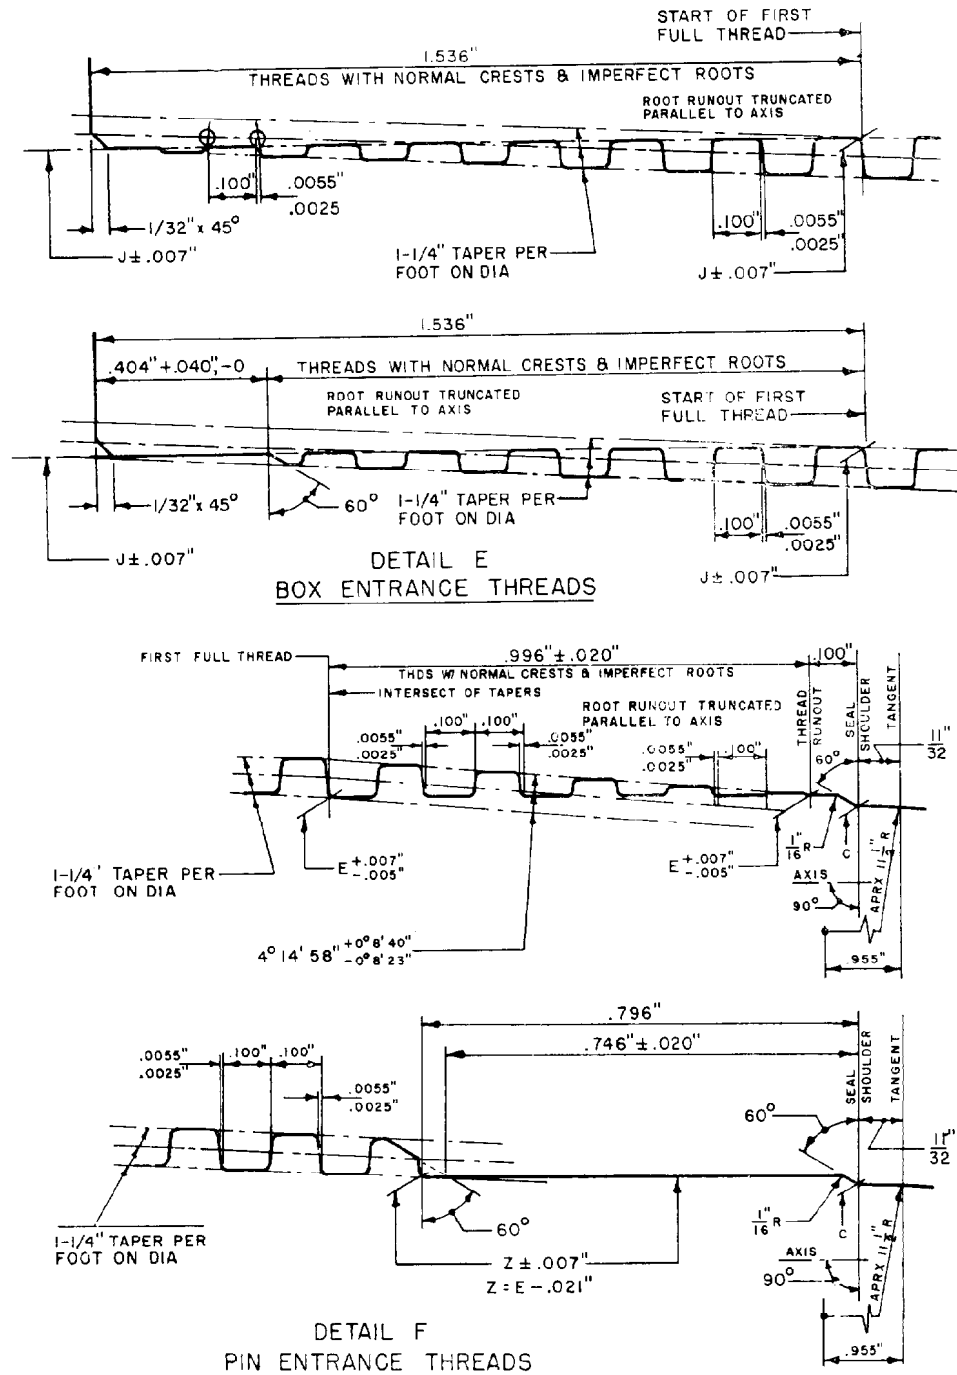 START OF FIRST
FULL THREAD
1.536"
THREADS WITH NORMAL CRESTS & IMPERFECT ROOTS
ROOT RUNOUT TRUNCATED
PARALLEL TO AXIS
.100"
.0055"
.0025
1/32" x 45°
J±.007"
1-1/4" TAPER PER
FOOT ON DIA
.100"
.0055"
.0025"
J±.007"
1.536"
.404"+.040",-0
THREADS WITH NORMAL CRESTS & IMPERFECT ROOTS
ROOT RUNOUT TRUNCATED
PARALLEL TO AXIS
START OF FIRST
FULL THREAD
1/32" x 45°
60°
1-1/4" TAPER PER
FOOT ON DIA
.100"
.0055"
.0025"
J±.007"
J±.007"
DETAIL E
BOX ENTRANCE THREADS
FIRST FULL THREAD
.996"±.020"
.100"
THDS W/ NORMAL CRESTS & IMPERFECT ROOTS
INTERSECT OF TAPERS
ROOT RUNOUT TRUNCATED
PARALLEL TO AXIS
THREAD
RUNOUT
SEAL
SHOULDER
TANGENT
.0055"
.0025"
.100"
.100"
.0055"
.0025"
.0055"
.0025"
.100"
60°
11"
32
1-1/4' TAPER PER
FOOT ON DIA
E +.007"
-.005"
E +.007"
-.005"
1"
16 R
C
AXIS
90°
4° 14' 58" +0° 8' 40"
-0° 8' 23"
.955"
.796"
.746"±.020"
SEAL
SHOULDER
TANGENT
.0055"
.0025"
.100"
.100"
.0055"
.0025"
60°
11"
32
1-1/4" TAPER PER
FOOT ON DIA
60°
Z ±.007"
Z = E -.021"
1"
16 R
C
AXIS
90°
.955"
DETAIL F
PIN ENTRANCE THREADS